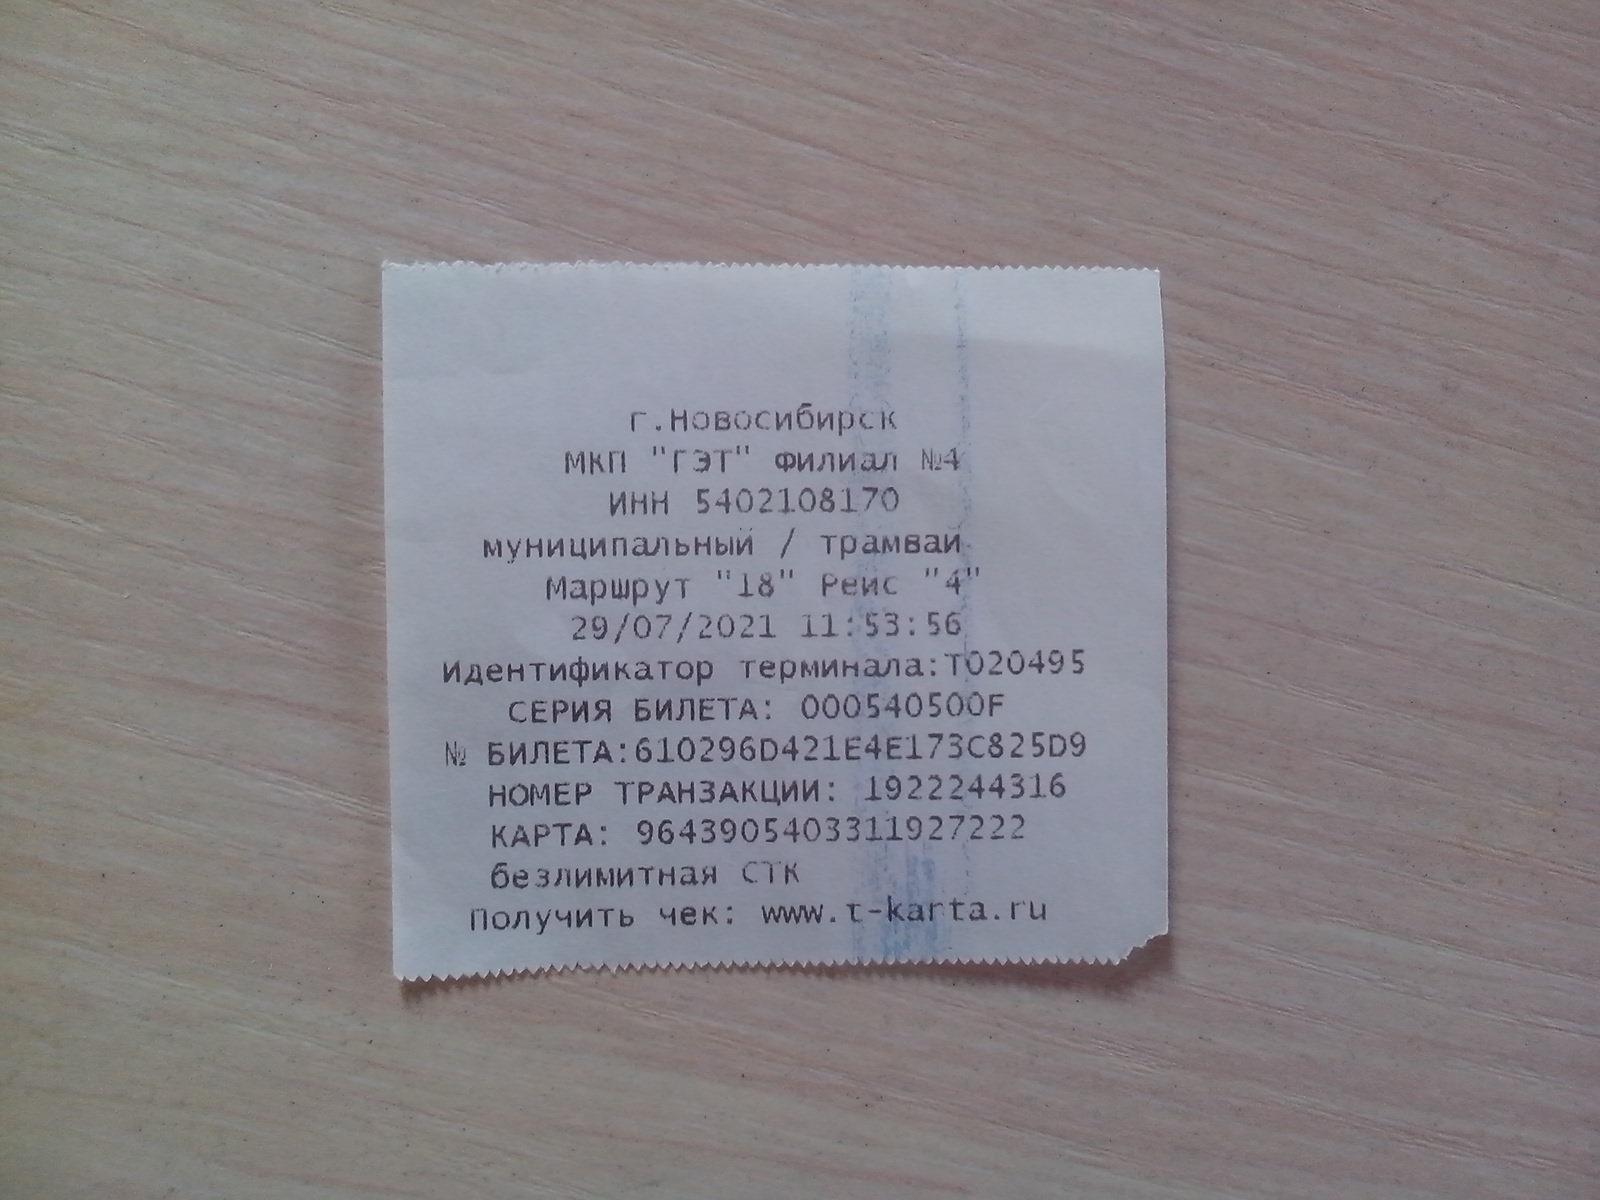 г.Новосибирск
МКП "ГЭТ" Филиал №4
ИНН 5402108170
муниципальный / трамвай
Маршрут "18" Рейс "4"
29/07/2021 11:53:56
Идентификатор терминала:T020495
СЕРИЯ БИЛЕТА: 000540500F
№ БИЛЕТА:610296D421E4E173C825D9
НОМЕР ТРАНЗАКЦИИ: 1922244316
КАРТА: 9643905403311927222
безлимитная СТК
Получить чек: www.t-karta.ru